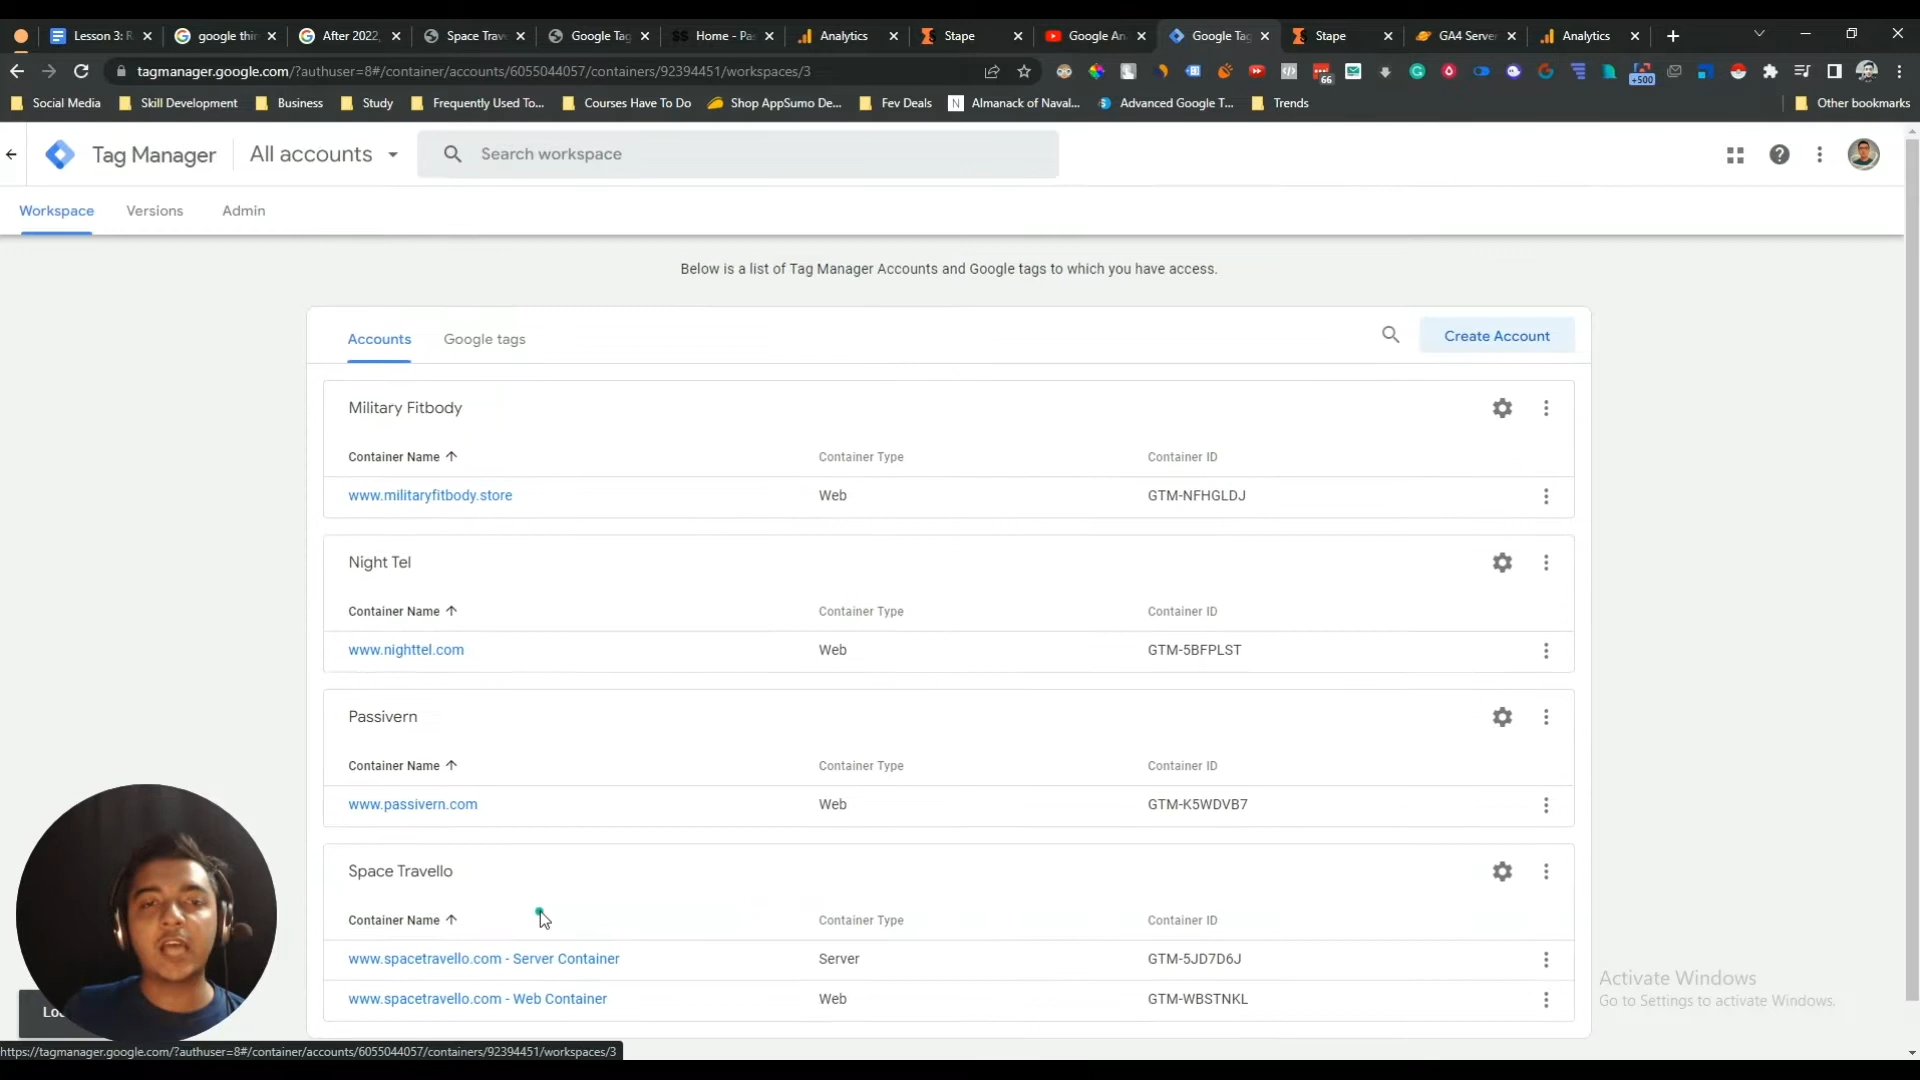 Lesson 3: R
google thin
After 2022,
Space Trav
Google Tag
SS Home - Pas
Analytics
Stape
Google An
Google Tag
Stape
GA4 Server
Analytics
tagmanager.google.com/?authuser=8#/container/accounts/6055044057/containers/92394451/workspaces/3
66
+500
Social Media
Skill Development
Business
Study
Frequently Used To...
Courses Have To Do
Shop AppSumo De...
Fev Deals
Almanack of Naval...
Advanced Google T...
Trends
Other bookmarks
Tag Manager
All accounts
Search workspace
Workspace
Versions
Admin
Below is a list of Tag Manager Accounts and Google tags to which you have access.
Accounts
Google tags
Create Account
Military Fitbody
Container Name
Container Type
Container ID
www.militaryfitbody.store
Web
GTM-NFHGLDJ
Night Tel
Container Name
Container Type
Container ID
www.nighttel.com
Web
GTM-5BFPLST
Passivern
Container Name
Container Type
Container ID
www.passivern.com
Web
GTM-K5WDVB7
Space Travello
Container Name
Container Type
Container ID
www.spacetravello.com - Server Container
Server
GTM-5JD7D6J
www.spacetravello.com - Web Container
Web
GTM-WBSTNKL
Activate Windows
Go to Settings to activate Windows.
https://tagmanager.google.com/?authuser=8#/container/accounts/6055044057/containers/92394451/workspaces/3